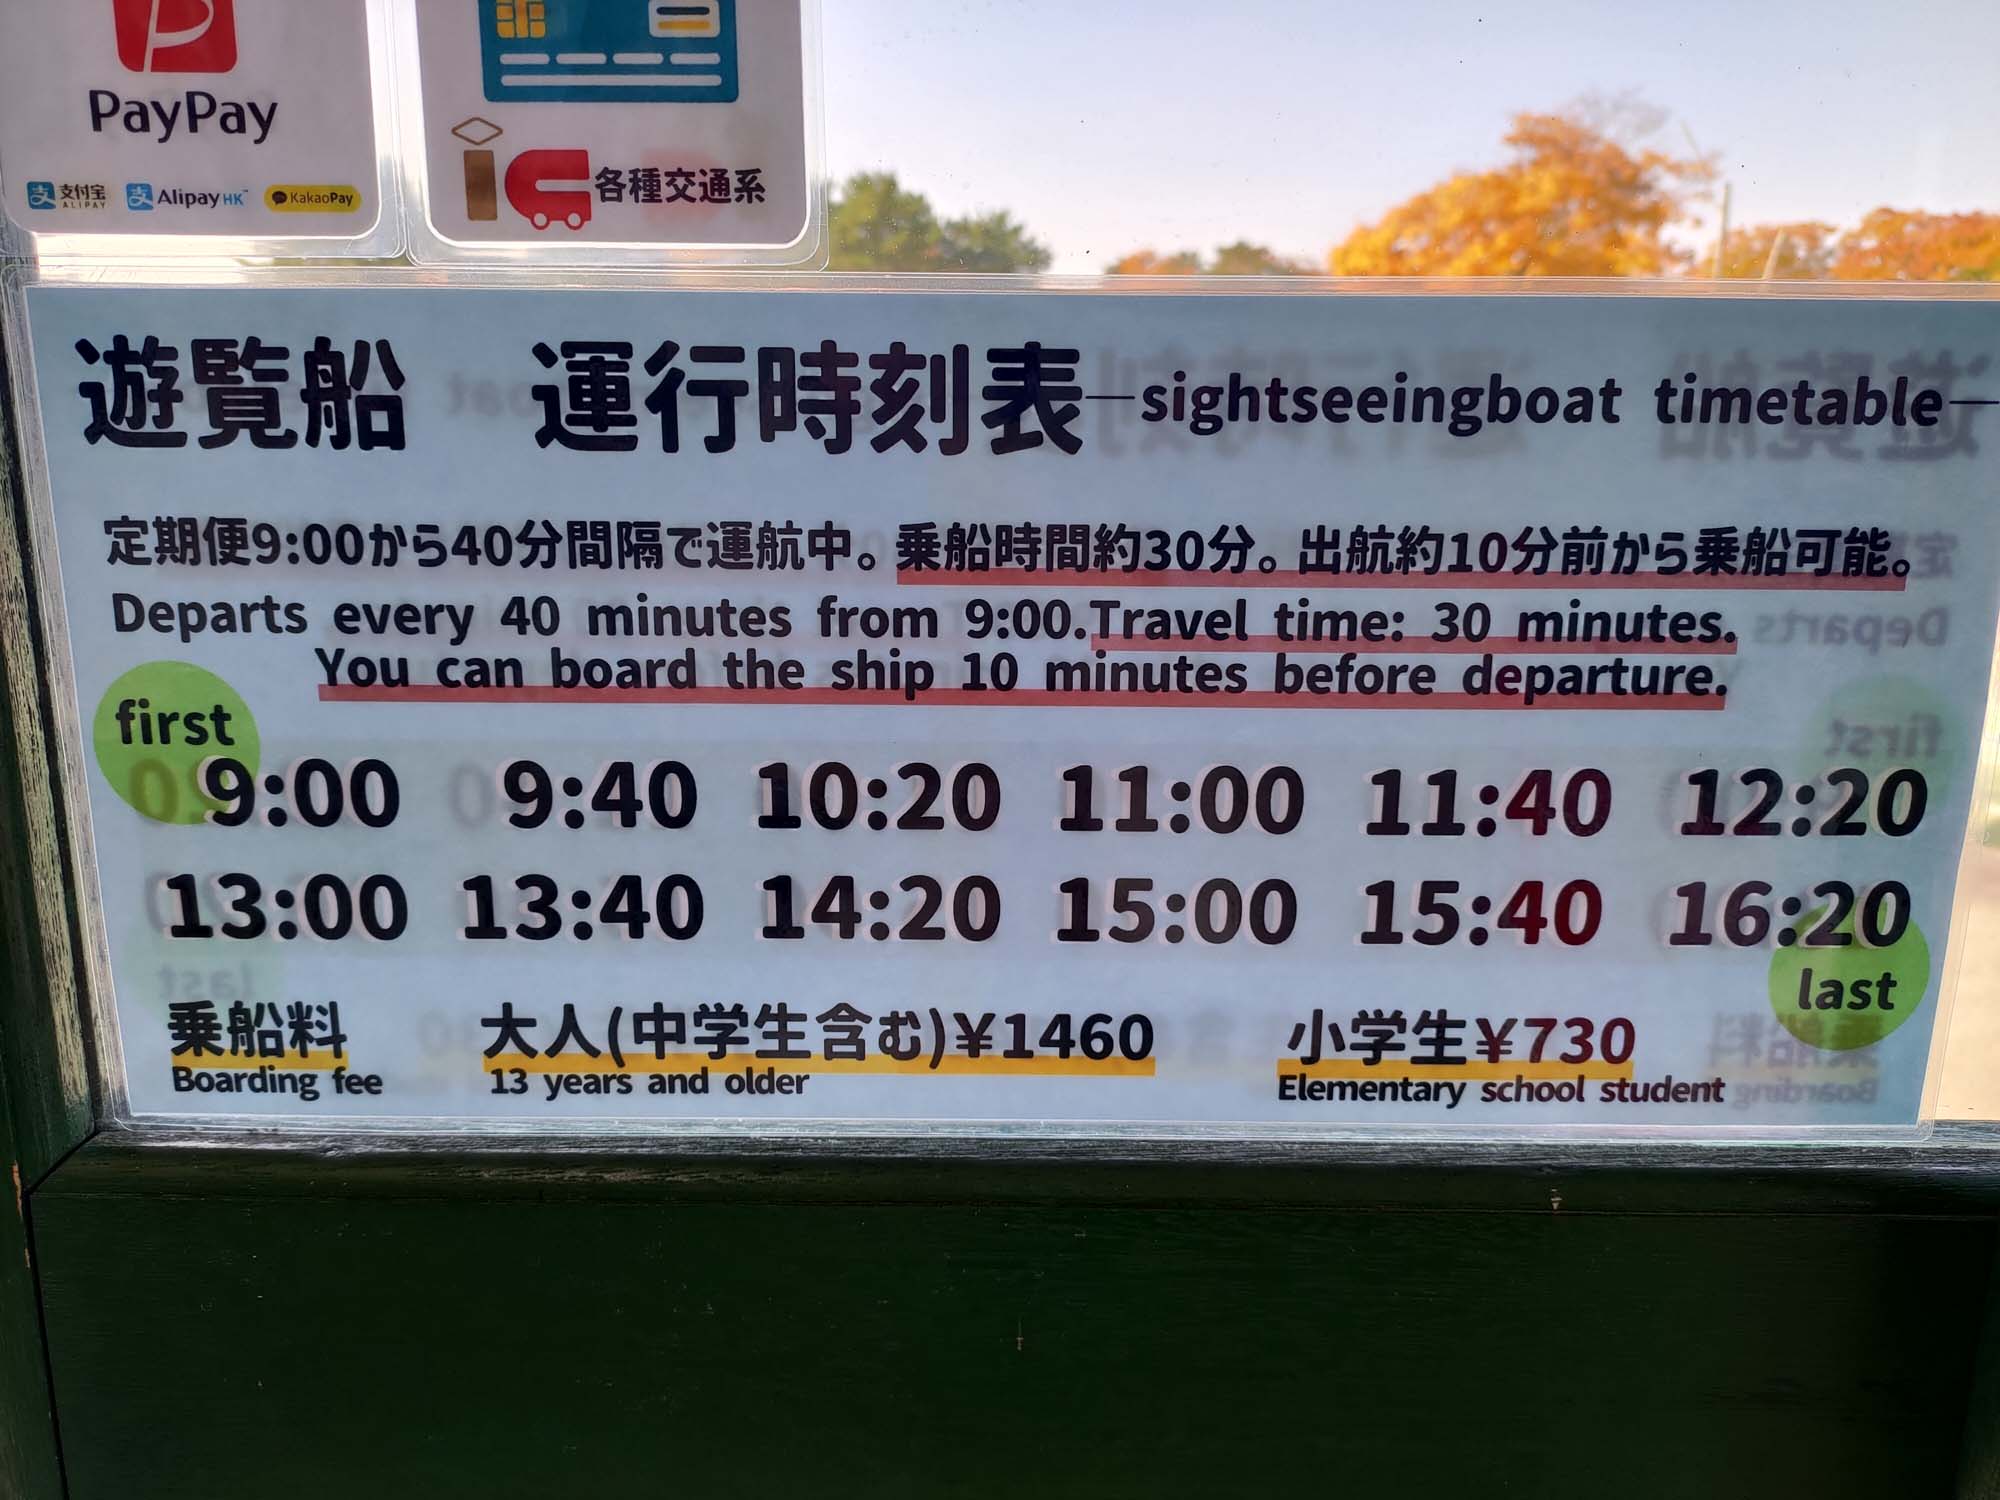 PayPay
支付宝 ALIPAY AlipayHK KakaoPay
ic 各種交通系
遊覧船 運行時刻表―sightseeingboat timetable―
定期便9:00から40分間隔で運航中。乗船時間約30分。出航約10分前から乗船可能。
Departs every 40 minutes from 9:00.Travel time: 30 minutes.
You can board the ship 10 minutes before departure.
first
9:00 9:40 10:20 11:00 11:40 12:20
13:00 13:40 14:20 15:00 15:40 16:20
last
乗船料 大人(中学生含む)¥1460 小学生¥730
Boarding fee 13 years and older Elementary school student